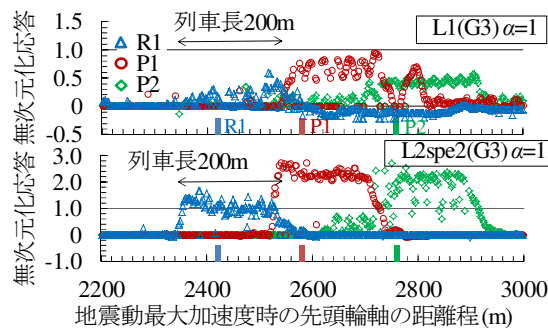 列車長200m
L1(G3) α=1
無次元化応答
1.5
1.0
0.5
0.0
-0.5
R1
P1
P2
R1
P1
P2
L2spe2(G3) α=1
列車長200m
無次元化応答
3.0
2.0
1.0
0.0
-1.0
2200
2400
2600
2800
3000
地震動最大加速度時の先頭輪軸の距離程(m)